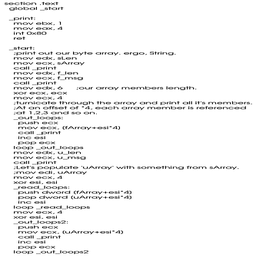 section .text
global _start
_print:
mov ebx, 1
mov eax, 4
int 0x80
ret
_start:
;print out our byte array. ergo, String.
mov edx, sLen
mov ecx, sArray
call _print
mov edx, f_len
mov ecx, f_msg
call _print
mov edx, 6 ;our array members length.
xor ecx, ecx
mov ecx, 4
;turnicate through the array and print all it's members.
;At an offset of *4, each array member is referenced
;at 1,2,3 and so on.
_out_loops:
push ecx
mov ecx, (fArray+esi*4)
call _print
inc esi
pop ecx
loop _out_loops
mov edx, u_len
mov ecx, u_msg
call _print
;Let's populate 'uArray' with something from sArray.
;mov edi, uArray
mov ecx, 4
xor esi, esi
_read_loops:
push dword (fArray+esi*4)
pop dword (uArray+esi*4)
inc esi
loop _read_loops
mov ecx, 4
xor esi, esi
_out_loops2:
push ecx
mov ecx, (uArray+esi*4)
call _print
inc esi
pop ecx
loop _out_loops2